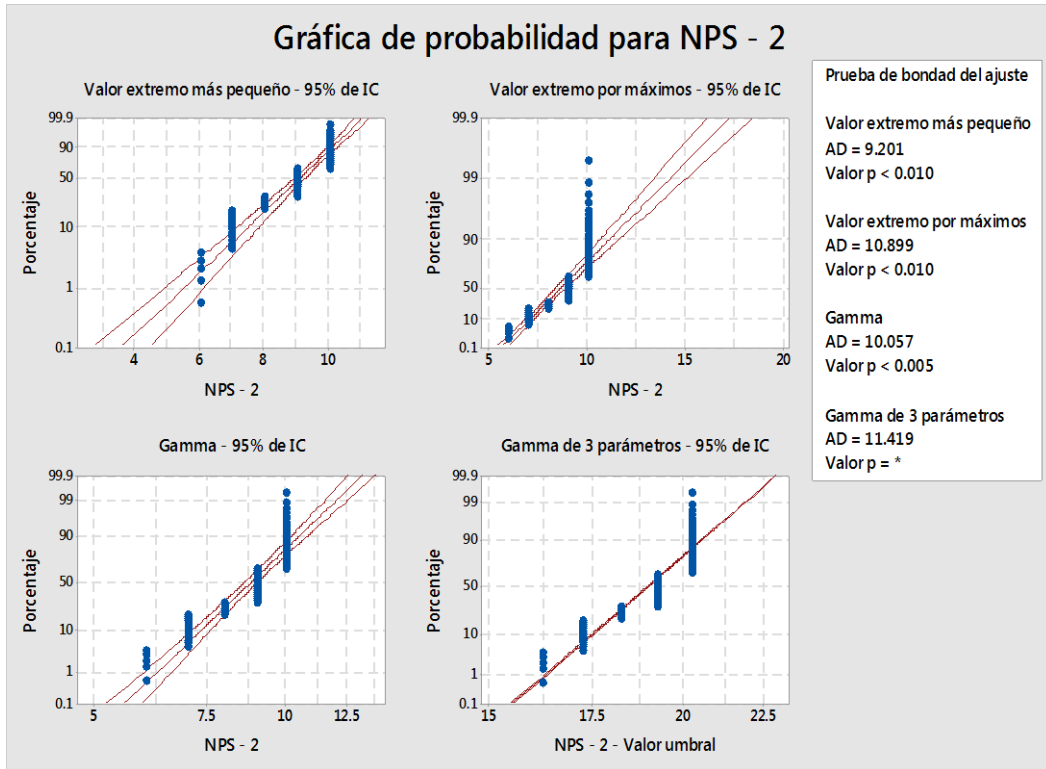 Gráfica de probabilidad para NPS - 2
Valor extremo más pequeño - 95% de IC
99.9
90
50
10
1
0.1
Porcentaje
4 6 8 10
NPS - 2
Valor extremo por máximos - 95% de IC
99.9
99
90
50
10
0.1
Porcentaje
5 10 15 20
NPS - 2
Gamma - 95% de IC
99.9
99
90
50
10
1
0.1
Porcentaje
5 7.5 10 12.5
NPS - 2
Gamma de 3 parámetros - 95% de IC
99.9
99
90
50
10
1
0.1
Porcentaje
15 17.5 20 22.5
NPS - 2 - Valor umbral
Prueba de bondad del ajuste
Valor extremo más pequeño
AD = 9.201
Valor p < 0.010
Valor extremo por máximos
AD = 10.899
Valor p < 0.010
Gamma
AD = 10.057
Valor p < 0.005
Gamma de 3 parámetros
AD = 11.419
Valor p = *